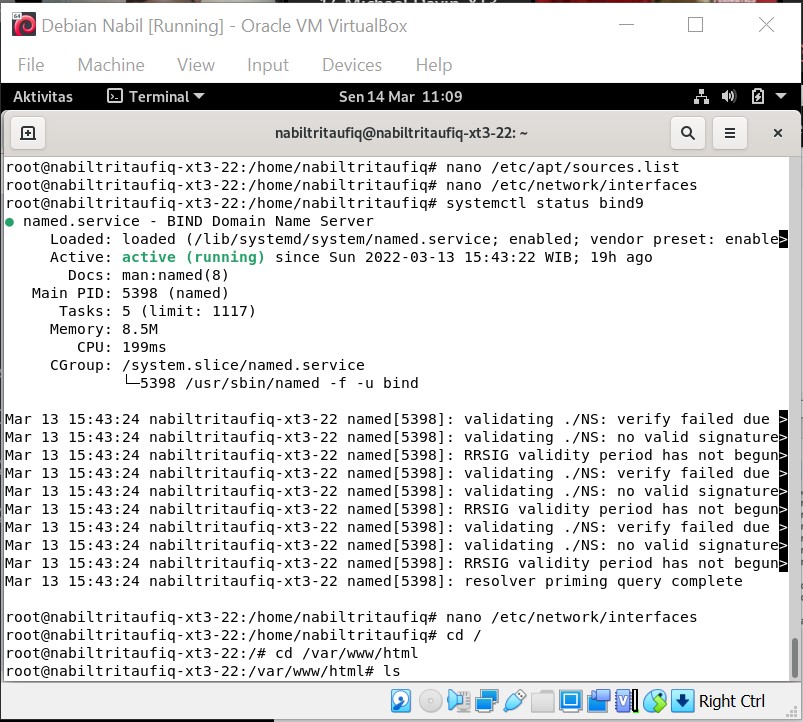 Debian Nabil [Running] - Oracle VM VirtualBox
File Machine View Input Devices Help
Aktivitas Terminal Sen 14 Mar 11:09
nabiltritaufiq@nabiltritaufiq-xt3-22: ~
root@nabiltritaufiq-xt3-22:/home/nabiltritaufiq# nano /etc/apt/sources.list
root@nabiltritaufiq-xt3-22:/home/nabiltritaufiq# nano /etc/network/interfaces
root@nabiltritaufiq-xt3-22:/home/nabiltritaufiq# systemctl status bind9
● named.service - BIND Domain Name Server
Loaded: loaded (/lib/systemd/system/named.service; enabled; vendor preset: enable>
Active: active (running) since Sun 2022-03-13 15:43:22 WIB; 19h ago
Docs: man:named(8)
Main PID: 5398 (named)
Tasks: 5 (limit: 1117)
Memory: 8.5M
CPU: 199ms
CGroup: /system.slice/named.service
└─5398 /usr/sbin/named -f -u bind
Mar 13 15:43:24 nabiltritaufiq-xt3-22 named[5398]: validating ./NS: verify failed due >
Mar 13 15:43:24 nabiltritaufiq-xt3-22 named[5398]: validating ./NS: no valid signature>
Mar 13 15:43:24 nabiltritaufiq-xt3-22 named[5398]: RRSIG validity period has not begun>
Mar 13 15:43:24 nabiltritaufiq-xt3-22 named[5398]: validating ./NS: verify failed due >
Mar 13 15:43:24 nabiltritaufiq-xt3-22 named[5398]: validating ./NS: no valid signature>
Mar 13 15:43:24 nabiltritaufiq-xt3-22 named[5398]: RRSIG validity period has not begun>
Mar 13 15:43:24 nabiltritaufiq-xt3-22 named[5398]: validating ./NS: verify failed due >
Mar 13 15:43:24 nabiltritaufiq-xt3-22 named[5398]: validating ./NS: no valid signature>
Mar 13 15:43:24 nabiltritaufiq-xt3-22 named[5398]: RRSIG validity period has not begun>
Mar 13 15:43:24 nabiltritaufiq-xt3-22 named[5398]: resolver priming query complete
root@nabiltritaufiq-xt3-22:/home/nabiltritaufiq# nano /etc/network/interfaces
root@nabiltritaufiq-xt3-22:/home/nabiltritaufiq# cd /
root@nabiltritaufiq-xt3-22:/# cd /var/www/html
root@nabiltritaufiq-xt3-22:/var/www/html# ls
Right Ctrl